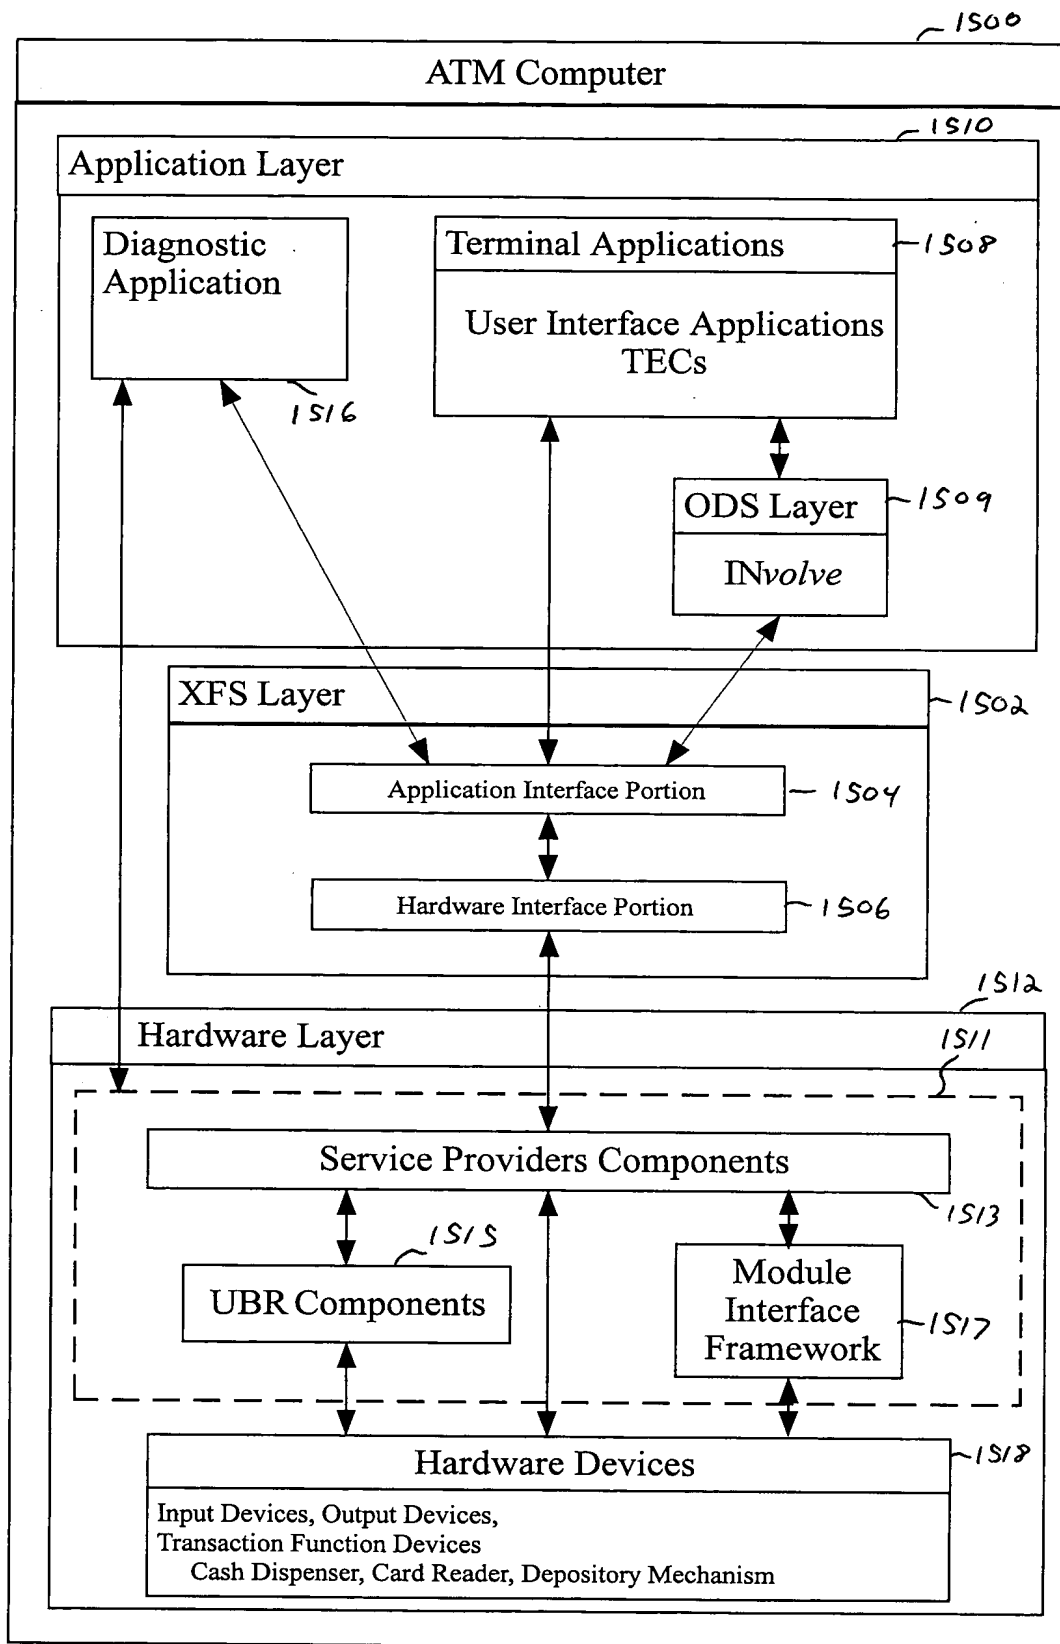 1500
ATM Computer
1510
Application Layer
Diagnostic
Application
1516
Terminal Applications
1508
User Interface Applications
TECs
ODS Layer
1509
INvolve
XFS Layer
1502
Application Interface Portion
1504
Hardware Interface Portion
1506
1512
Hardware Layer
1511
Service Providers Components
1513
1515
UBR Components
Module
Interface
Framework
1517
Hardware Devices
1518
Input Devices, Output Devices,
Transaction Function Devices
Cash Dispenser, Card Reader, Depository Mechanism